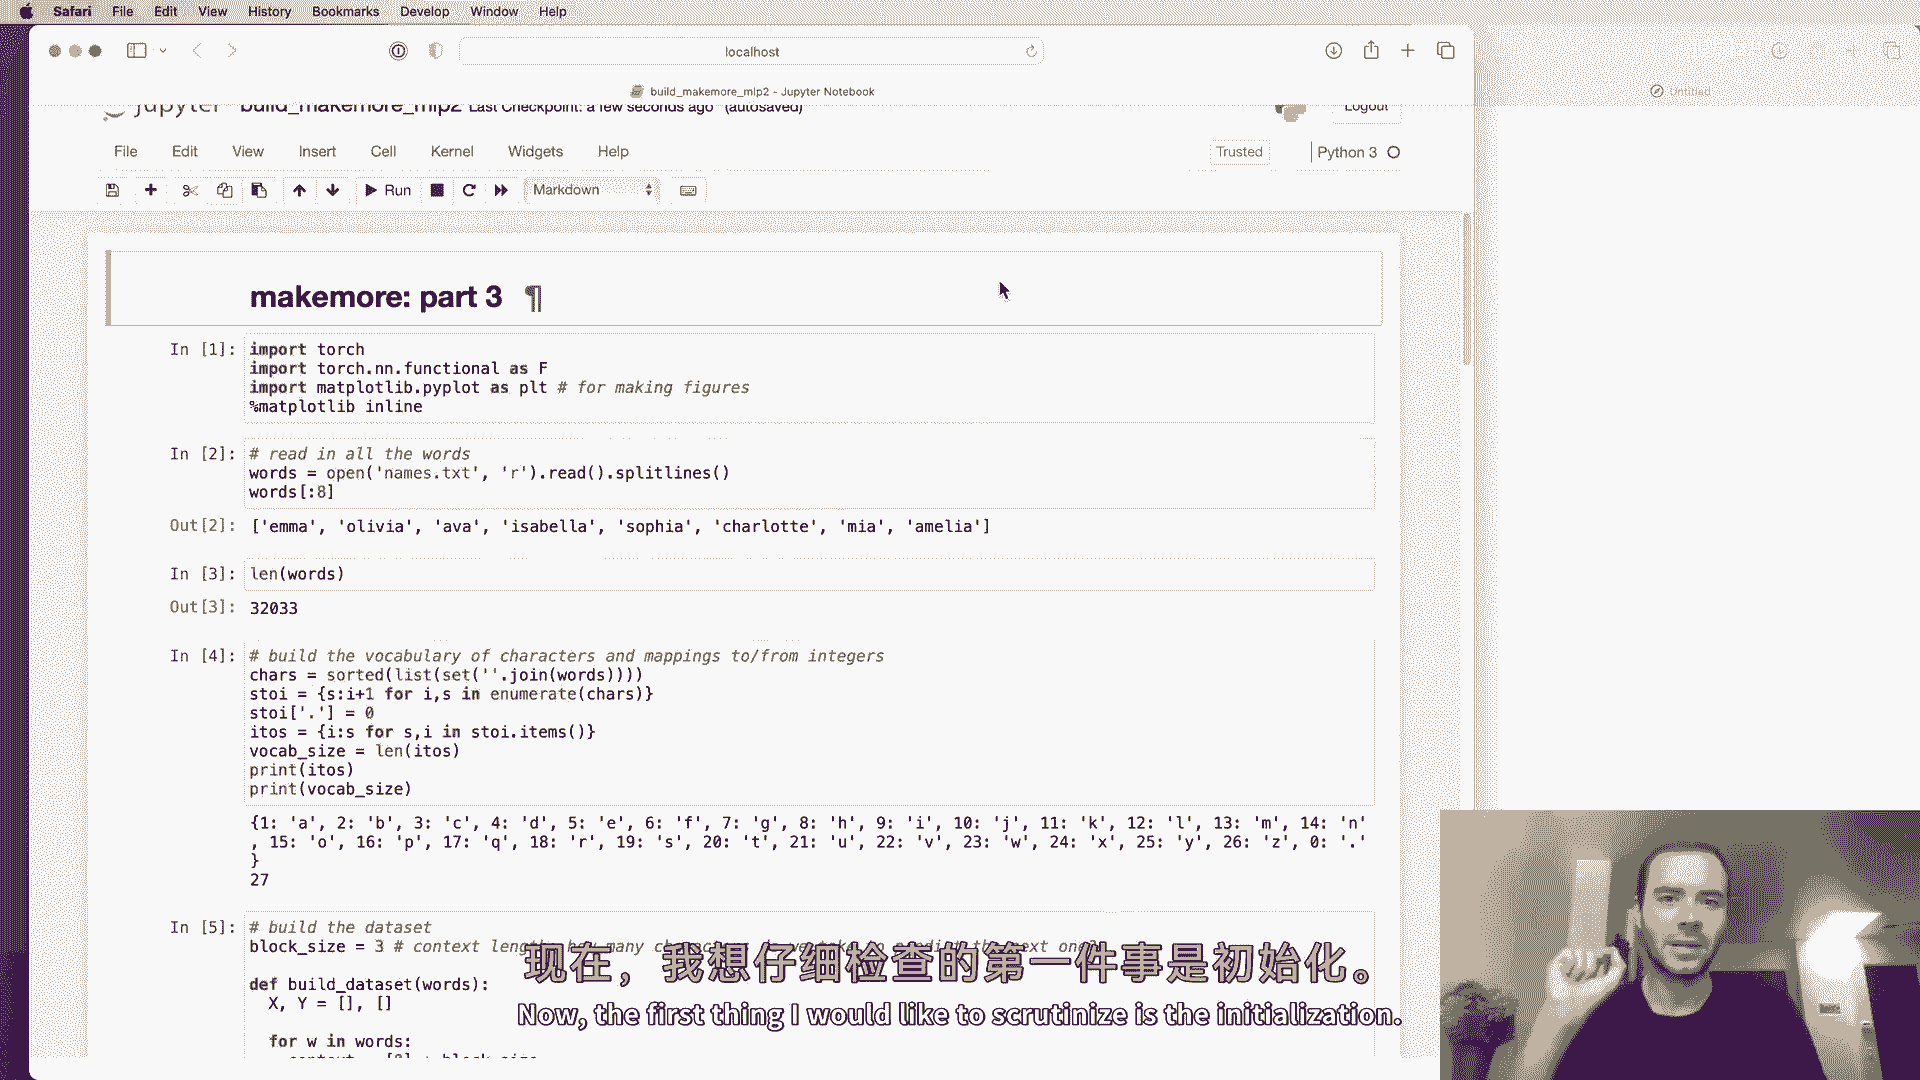 Safari File Edit View History Bookmarks Develop Window Help
localhost
build_makemore_mlp2 - Jupyter Notebook
Untitled
jupyter build_makemore_mlp2 Last Checkpoint: a few seconds ago (autosaved)
Logout
File Edit View Insert Cell Kernel Widgets Help
Trusted
Python 3
Run
Markdown
makemore: part 3 ¶
In [1]: import torch
import torch.nn.functional as F
import matplotlib.pyplot as plt # for making figures
%matplotlib inline
In [2]: # read in all the words
words = open('names.txt', 'r').read().splitlines()
words[:8]
Out[2]: ['emma', 'olivia', 'ava', 'isabella', 'sophia', 'charlotte', 'mia', 'amelia']
In [3]: len(words)
Out[3]: 32033
In [4]: # build the vocabulary of characters and mappings to/from integers
chars = sorted(list(set(''.join(words))))
stoi = {s:i+1 for i,s in enumerate(chars)}
stoi['.'] = 0
itos = {i:s for s,i in stoi.items()}
vocab_size = len(itos)
print(itos)
print(vocab_size)
{1: 'a', 2: 'b', 3: 'c', 4: 'd', 5: 'e', 6: 'f', 7: 'g', 8: 'h', 9: 'i', 10: 'j', 11: 'k', 12: 'l', 13: 'm', 14: 'n'
, 15: 'o', 16: 'p', 17: 'q', 18: 'r', 19: 's', 20: 't', 21: 'u', 22: 'v', 23: 'w', 24: 'x', 25: 'y', 26: 'z', 0: '.'
}
27
In [5]: # build the dataset
block_size = 3 # context length
def build_dataset(words):
X, Y = [], []
for w in words:
现在，我想仔细检查的第一件事是初始化。
Now, the first thing I would like to scrutinize is the initialization.